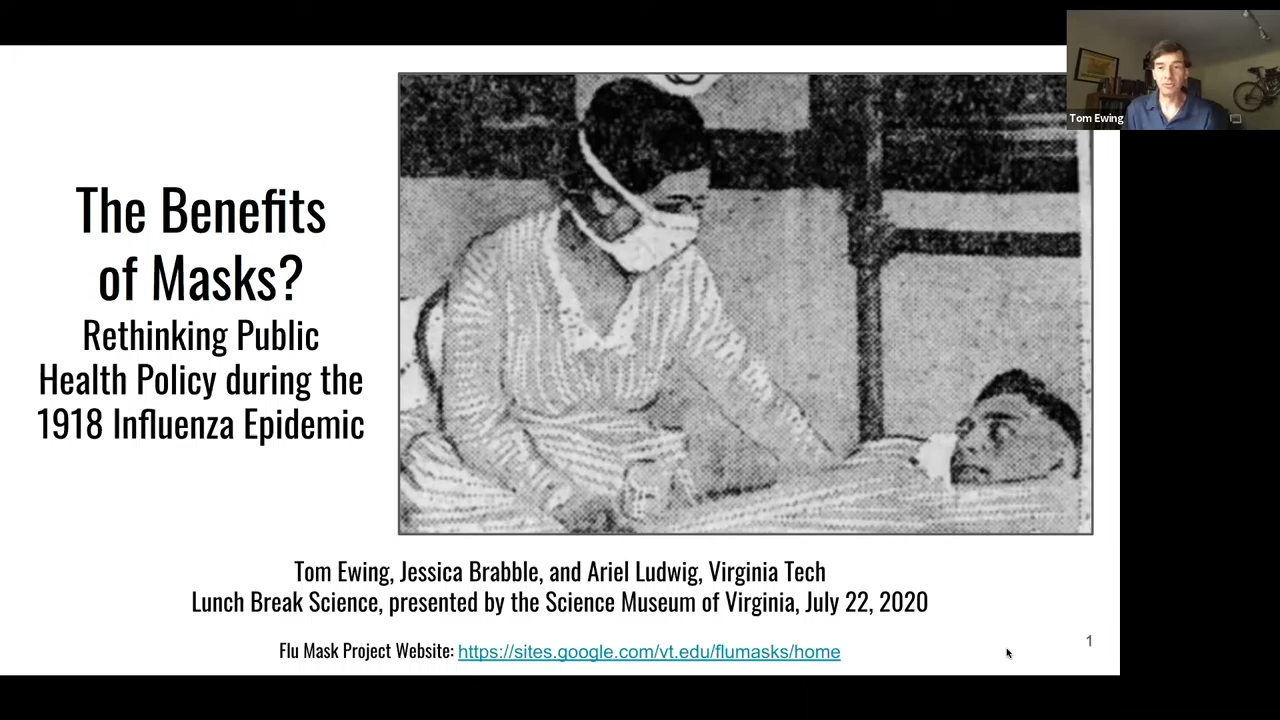 The Benefits
of Masks?
Rethinking Public
Health Policy during the
1918 Influenza Epidemic
Tom Ewing
Tom Ewing, Jessica Brabble, and Ariel Ludwig, Virginia Tech
Lunch Break Science, presented by the Science Museum of Virginia, July 22, 2020
Flu Mask Project Website: https://sites.google.com/vt.edu/flumasks/home
1